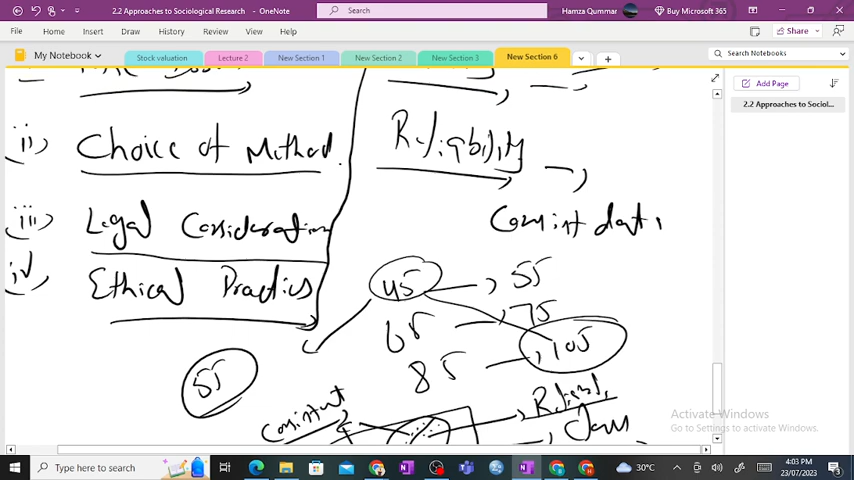 2.2 Approaches to Sociological Research - OneNote
Search
Hamza Qummar
Buy Microsoft 365
File
Home
Insert
Draw
History
Review
View
Help
Share
My Notebook
Stock valuation
Lecture 2
New Section 1
New Section 2
New Section 3
New Section 6
Search Notebooks
Add Page
2.2 Approaches to Sociol...
ii) Choice of Method.
Reliability
iii) Legal Consideration
Consist data
iv) Ethical Practics
45
55
65
75
85
105
55
Consistent
Activate Windows
Go to Settings to activate Windows.
Type here to search
30°C
4:03 PM
23/07/2023
3